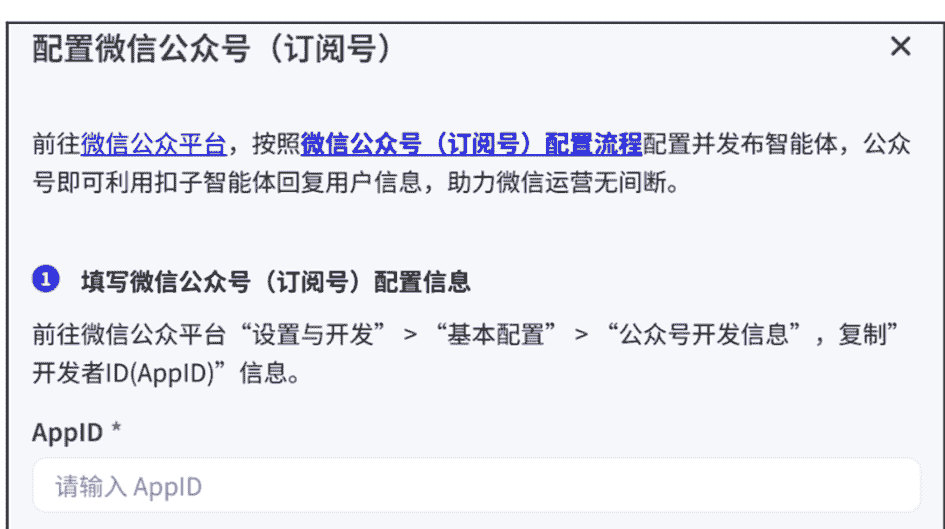 配置微信公众号（订阅号）
前往微信公众平台，按照微信公众号（订阅号）配置流程配置并发布智能体，公众
号即可利用扣子智能体回复用户信息，助力微信运营无间断。
1 填写微信公众号（订阅号）配置信息
前往微信公众平台“设置与开发” > “基本配置” > “公众号开发信息”，复制”
开发者ID(AppID)”信息。
AppID *
请输入 AppID